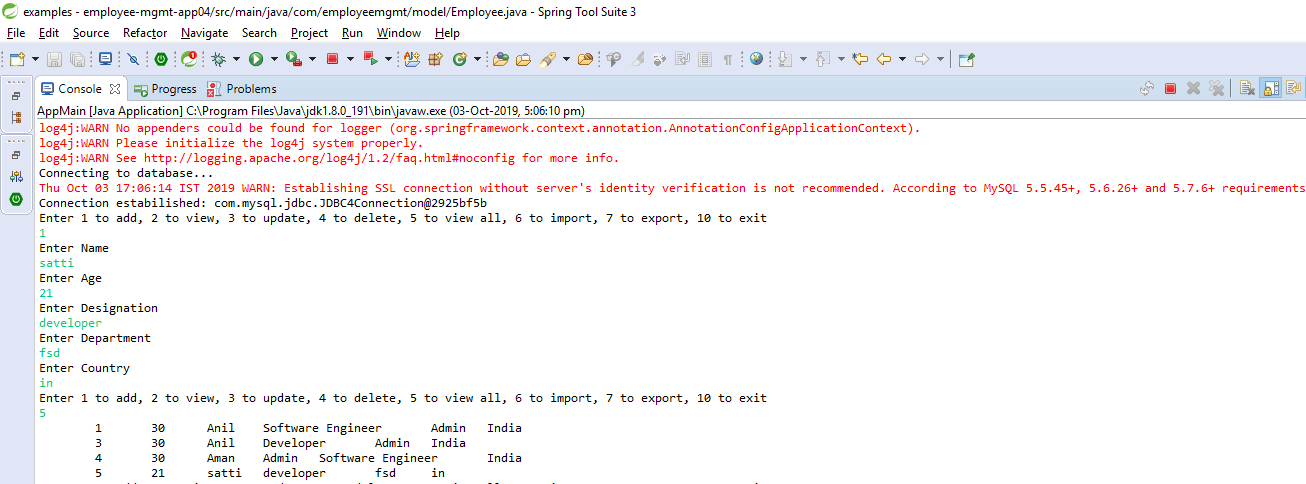 examples - employee-mgmt-app04/src/main/java/com/employeemgmt/model/Employee.java - Spring Tool Suite 3
File Edit Source Refactor Navigate Search Project Run Window Help
Console Progress Problems
AppMain [Java Application] C:\Program Files\Java\jdk1.8.0_191\bin\javaw.exe (03-Oct-2019, 5:06:10 pm)
log4j:WARN No appenders could be found for logger (org.springframework.context.annotation.AnnotationConfigApplicationContext).
log4j:WARN Please initialize the log4j system properly.
log4j:WARN See http://logging.apache.org/log4j/1.2/faq.html#noconfig for more info.
Connecting to database...
Thu Oct 03 17:06:14 IST 2019 WARN: Establishing SSL connection without server's identity verification is not recommended. According to MySQL 5.5.45+, 5.6.26+ and 5.7.6+ requirements
Connection estabilished: com.mysql.jdbc.JDBC4Connection@2925bf5b
Enter 1 to add, 2 to view, 3 to update, 4 to delete, 5 to view all, 6 to import, 7 to export, 10 to exit
1
Enter Name
satti
Enter Age
21
Enter Designation
developer
Enter Department
fsd
Enter Country
in
Enter 1 to add, 2 to view, 3 to update, 4 to delete, 5 to view all, 6 to import, 7 to export, 10 to exit
5
1 30 Anil Software Engineer Admin India
3 30 Anil Developer Admin India
4 30 Aman Admin Software Engineer India
5 21 satti developer fsd in